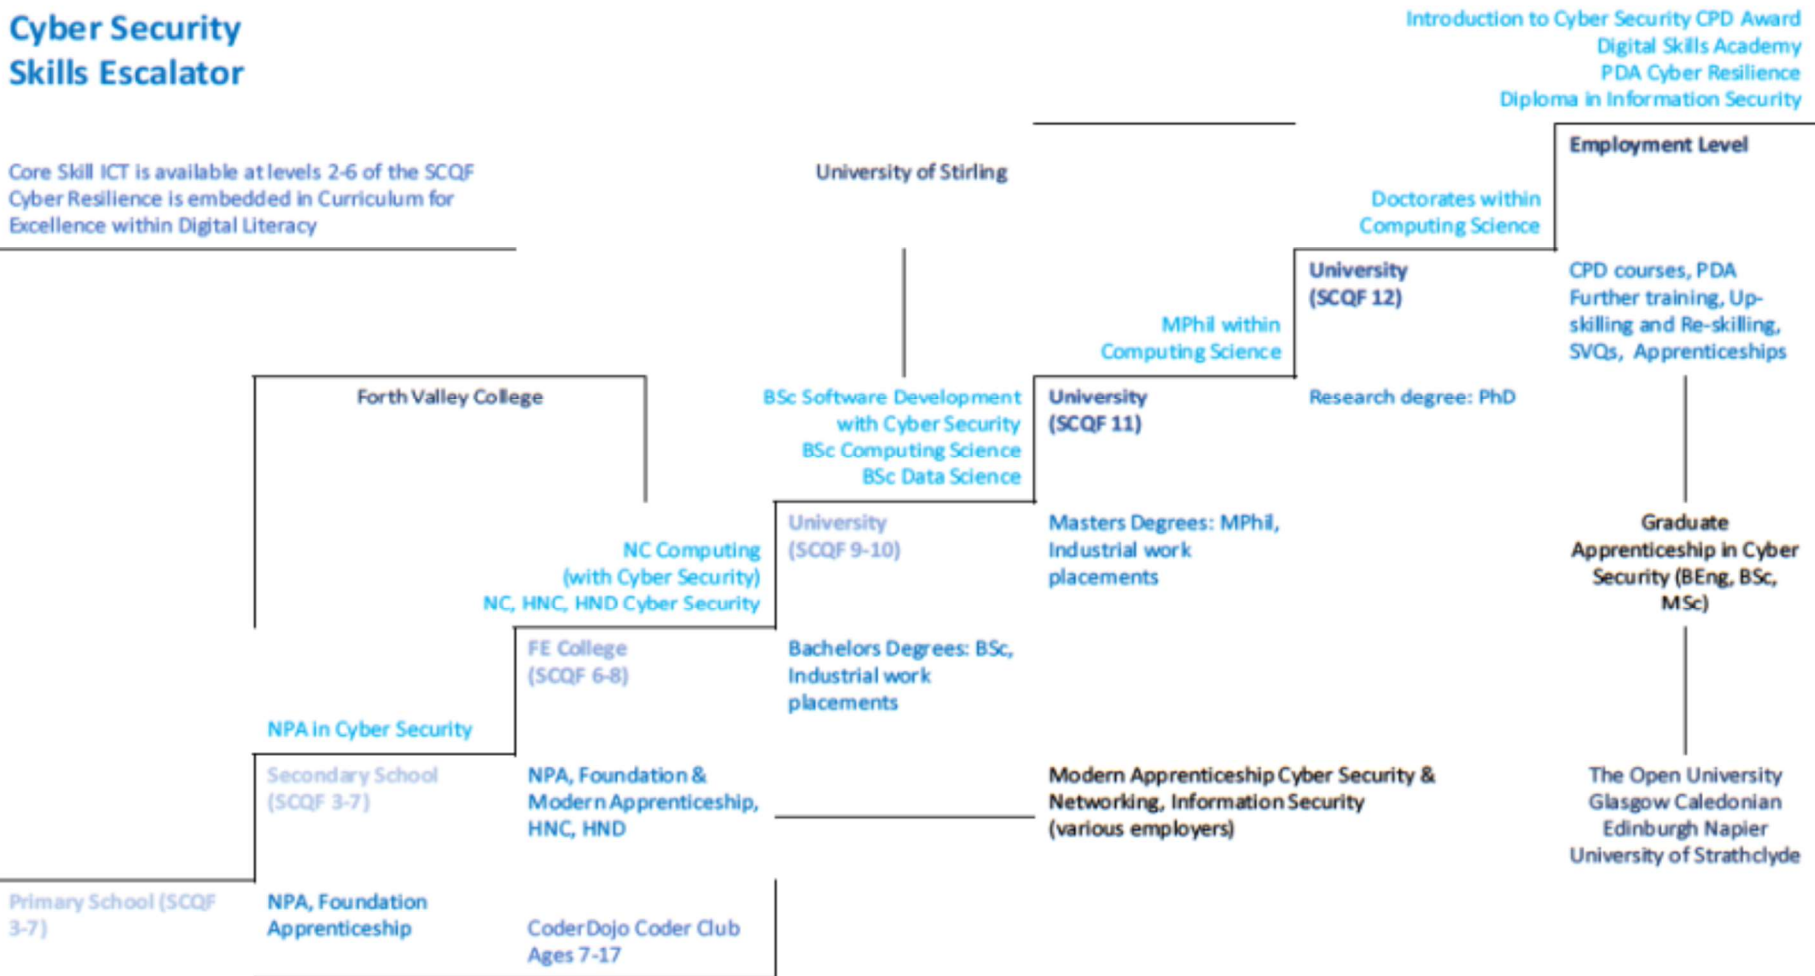 Cyber Security
Skills Escalator
Introduction to Cyber Security CPD Award
Digital Skills Academy
PDA Cyber Resilience
Diploma in Information Security
Employment Level
Core Skill ICT is available at levels 2-6 of the SCQF
Cyber Resilience is embedded in Curriculum for
Excellence within Digital Literacy
University of Stirling
Doctorates within
Computing Science
University
(SCQF 12)
CPD courses, PDA
Further training, Up-
skilling and Re-skilling,
SVQs, Apprenticeships
MPhil within
Computing Science
Forth Valley College
BSc Software Development
with Cyber Security
BSc Computing Science
BSc Data Science
University
(SCQF 11)
Research degree: PhD
NC Computing
(with Cyber Security)
NC, HNC, HND Cyber Security
University
(SCQF 9-10)
Masters Degrees: MPhil,
Industrial work
placements
Graduate
Apprenticeship in Cyber
Security (BEng, BSc,
MSc)
FE College
(SCQF 6-8)
Bachelors Degrees: BSc,
Industrial work
placements
NPA in Cyber Security
Secondary School
(SCQF 3-7)
NPA, Foundation &
Modern Apprenticeship,
HNC, HND
Modern Apprenticeship Cyber Security &
Networking, Information Security
(various employers)
The Open University
Glasgow Caledonian
Edinburgh Napier
University of Strathclyde
Primary School (SCQF
3-7)
NPA, Foundation
Apprenticeship
CoderDojo Coder Club
Ages 7-17